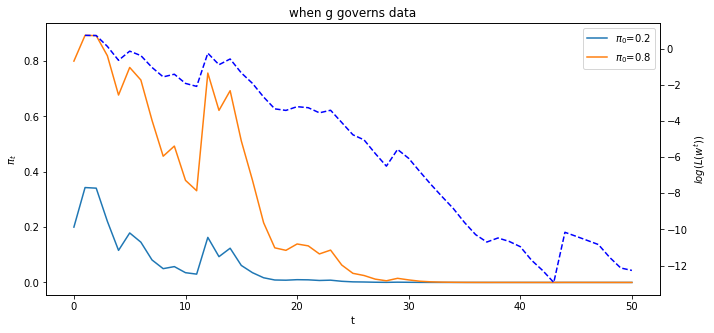 when g governs data
π₀=0.2
π₀=0.8
0.8
0.6
0.4
0.2
0.0
πₜ
0
−2
−4
−6
−8
−10
−12
log(L(wᵗ))
0 10 20 30 40 50
t